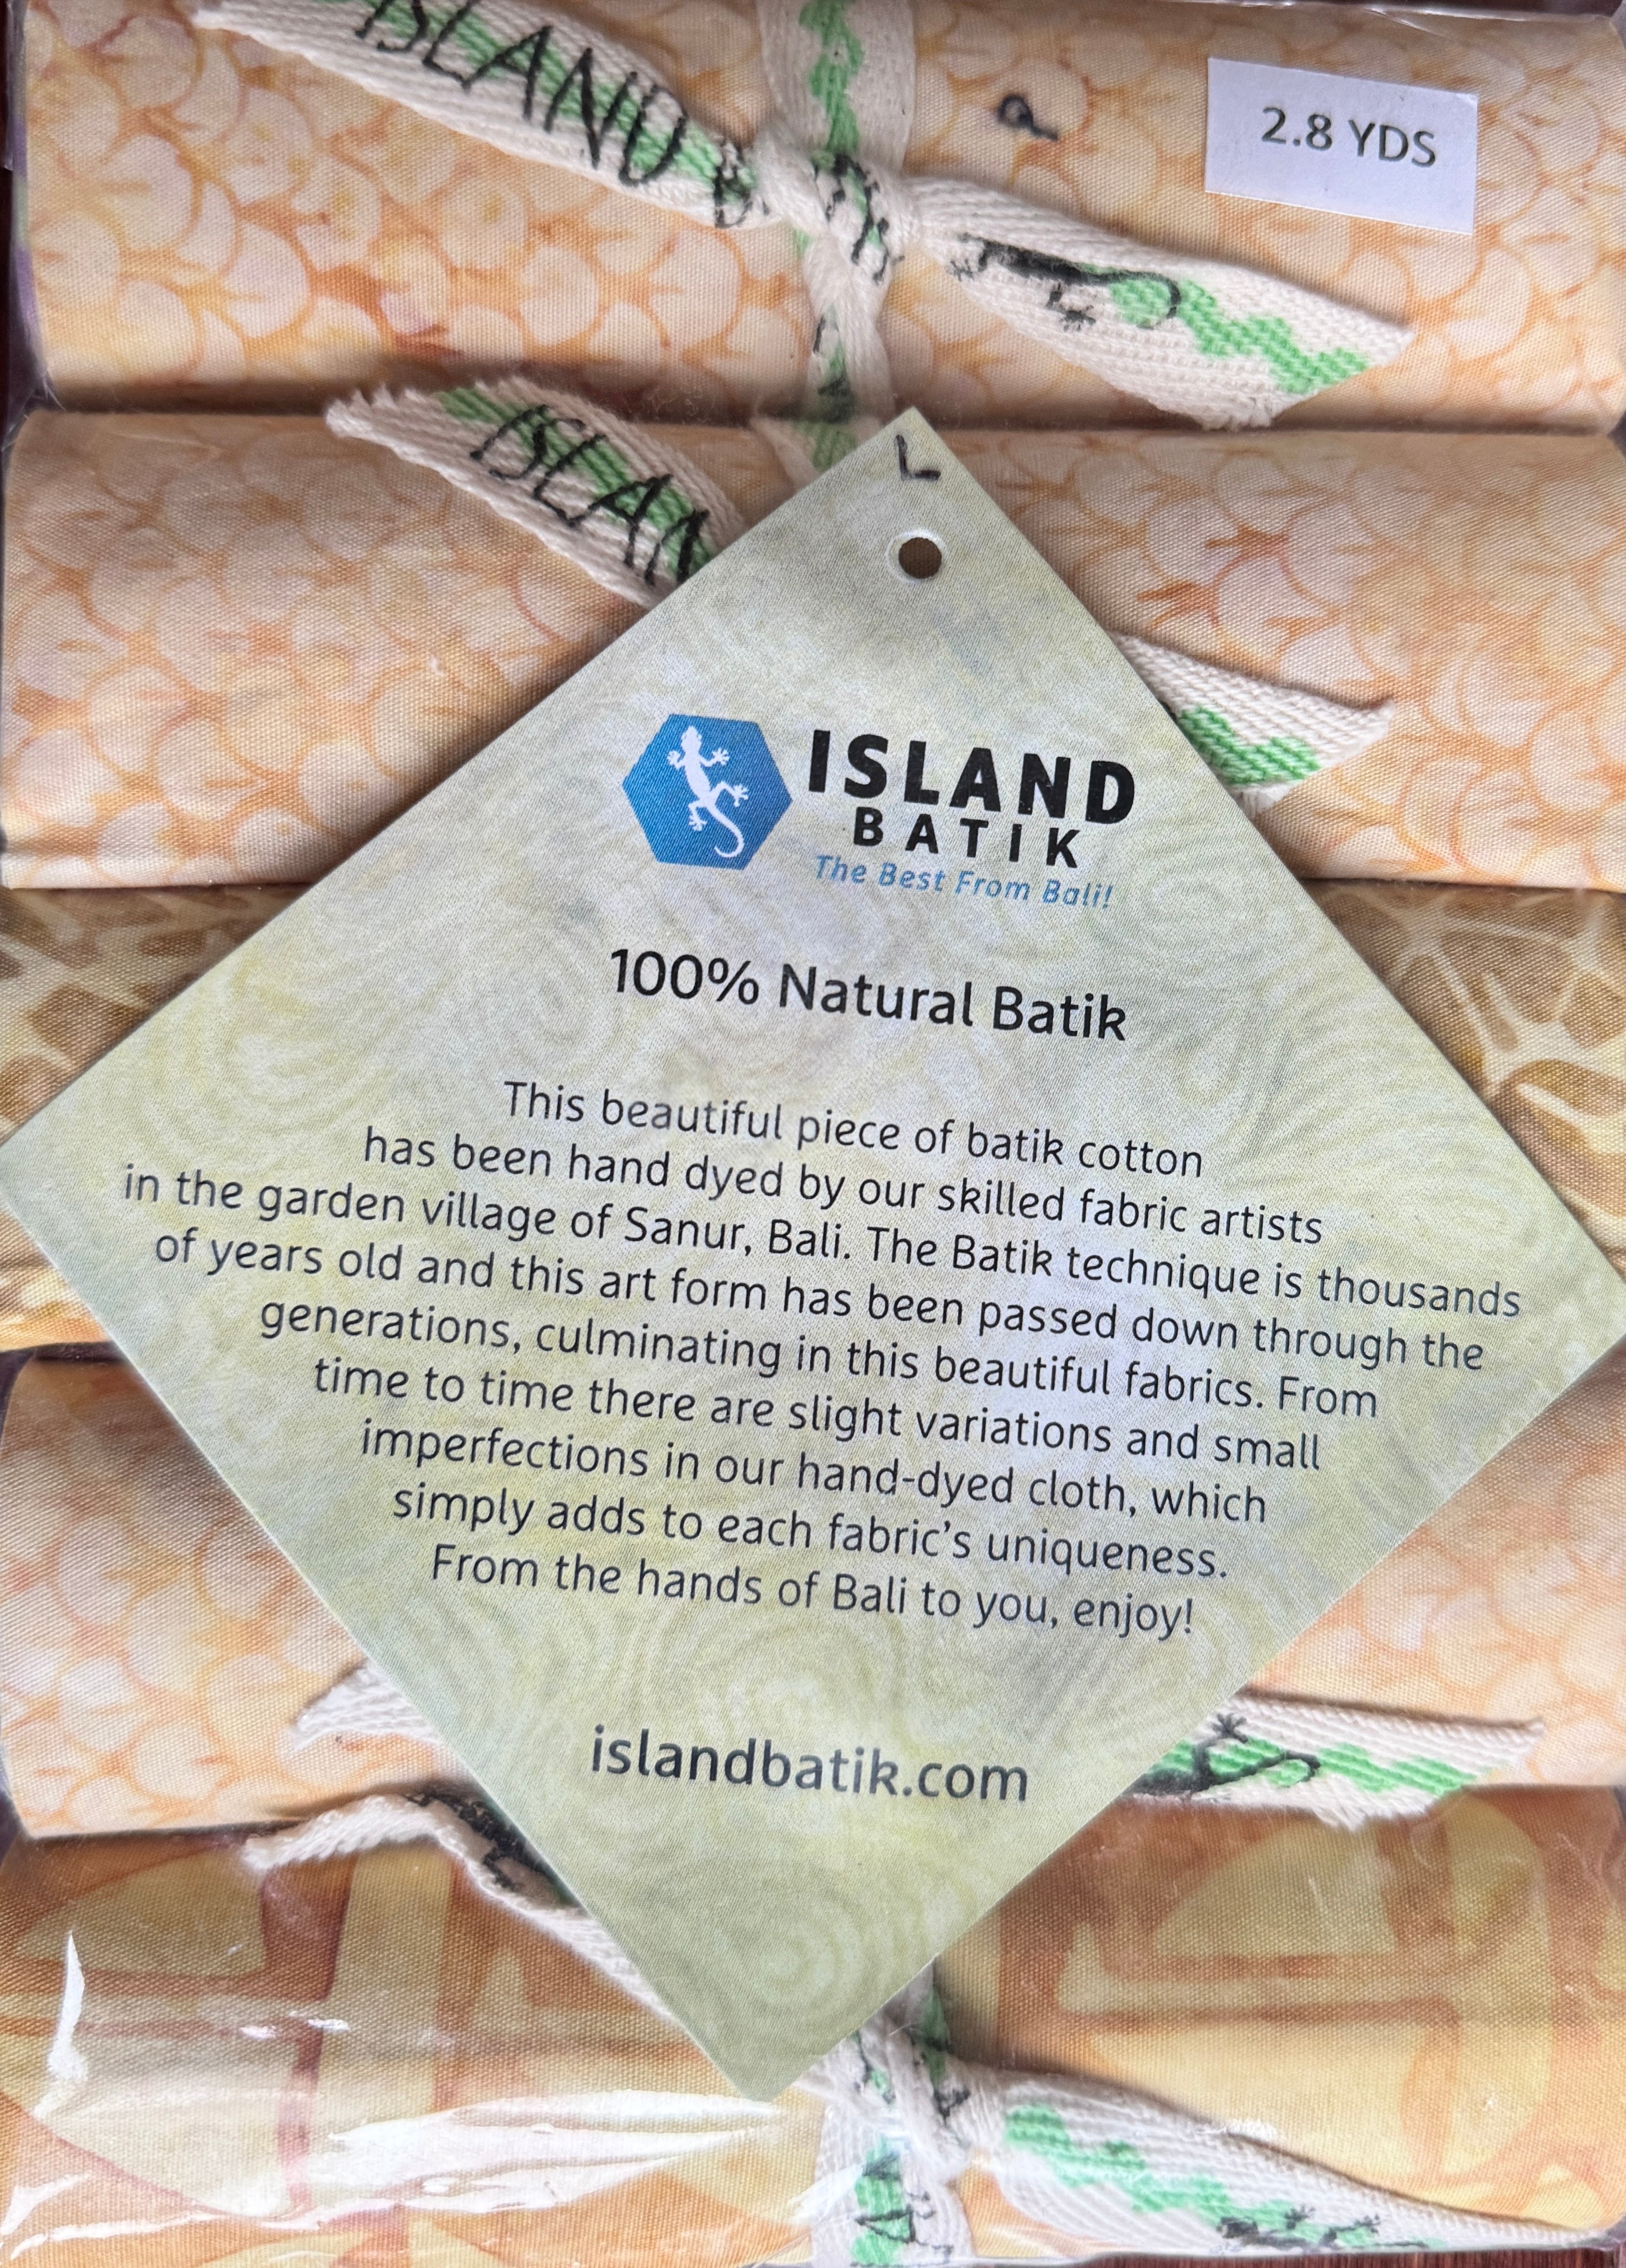 ISLAND B
a
2.8 YDS
ISLAN
L
ISLAND
BATIK
The Best From Bali!
100% Natural Batik
This beautiful piece of batik cotton
has been hand dyed by our skilled fabric artists
in the garden village of Sanur, Bali. The Batik technique is thousands
of years old and this art form has been passed down through the
generations, culminating in this beautiful fabrics. From
time to time there are slight variations and small
imperfections in our hand-dyed cloth, which
simply adds to each fabric's uniqueness.
From the hands of Bali to you, enjoy!
islandbatik.com